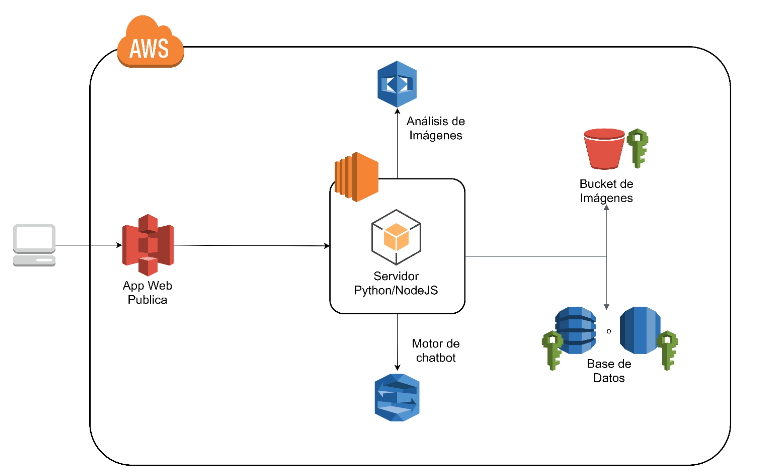 AWS
Análisis de
Imágenes
Bucket de
Imágenes
App Web
Publica
Servidor
Python/NodeJS
Motor de
chatbot
o
Base de
Datos